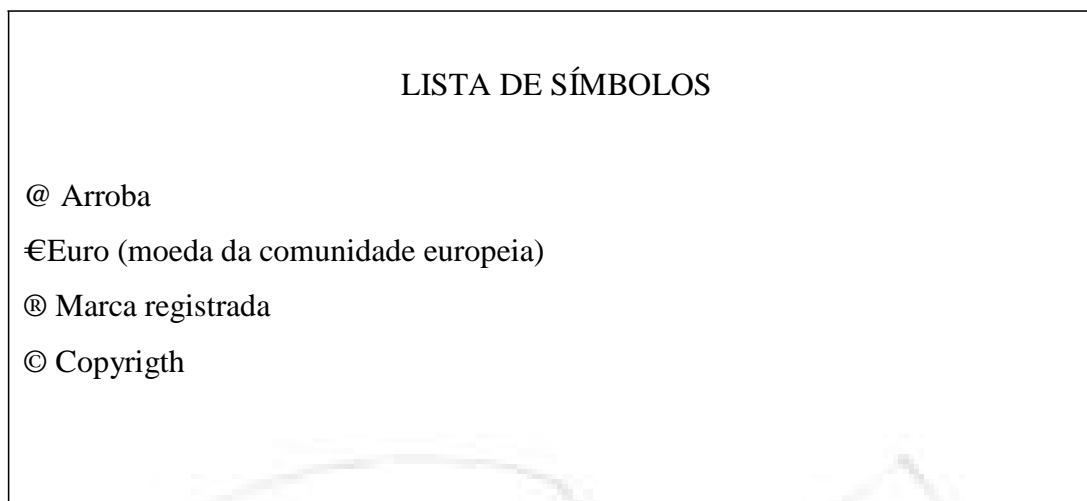 LISTA DE SÍMBOLOS
@ Arroba
€Euro (moeda da comunidade europeia)
® Marca registrada
© Copyrigth